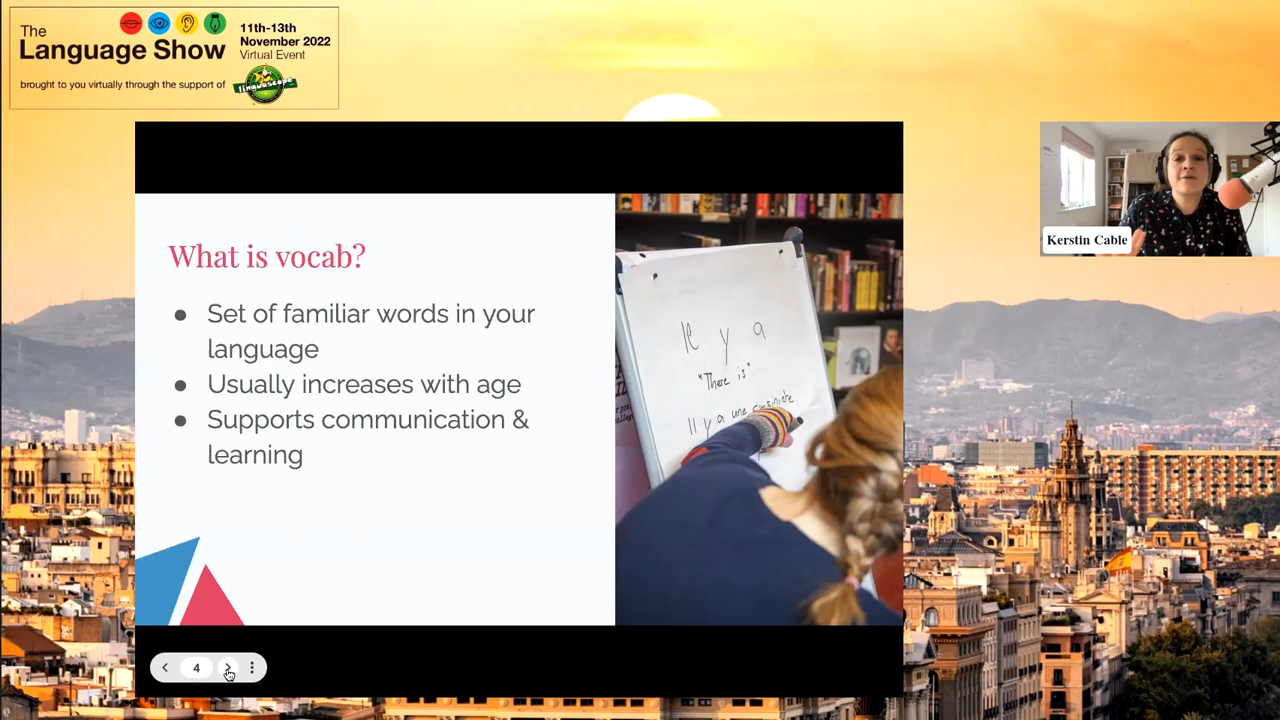 The
Language Show
11th-13th
November 2022
Virtual Event
brought to you virtually through the support of
linguascope
Kerstin Cable
What is vocab?
● Set of familiar words in your
language
● Usually increases with age
● Supports communication &
learning
Il y a
"There is"
Il y a une cuisinière
4